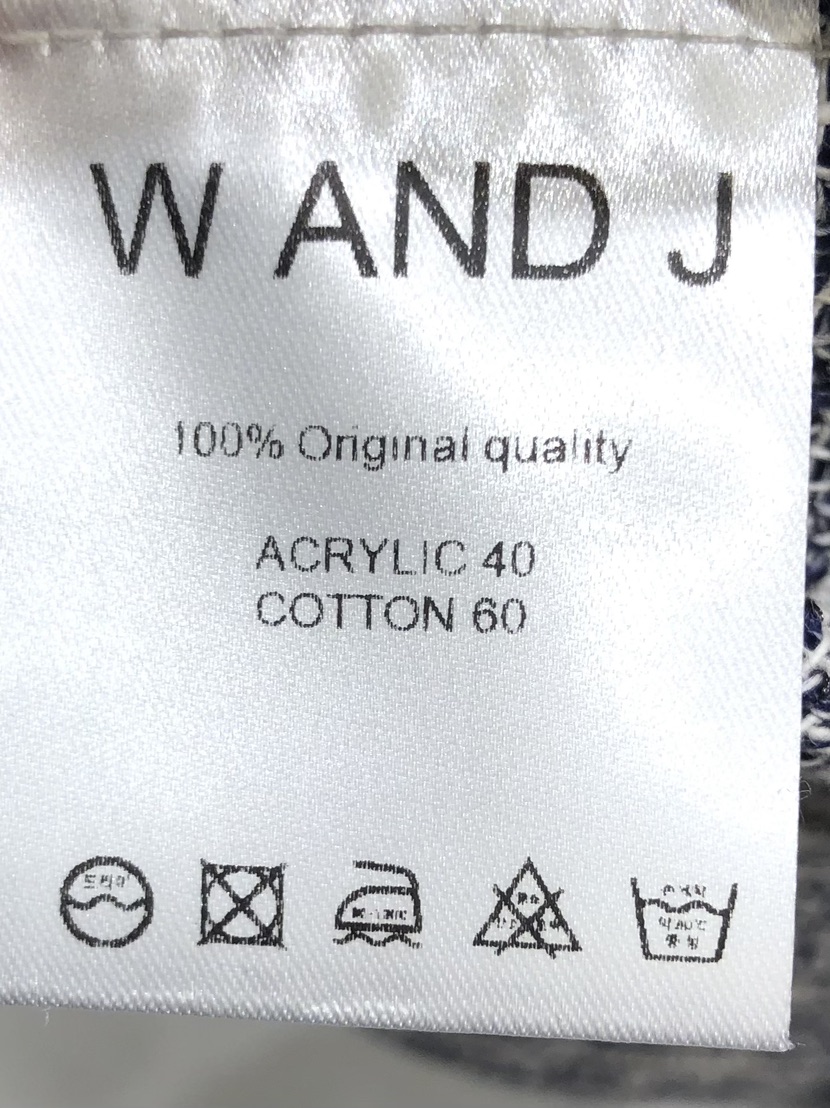 W AND J
100% Original quality
ACRYLIC 40
COTTON 60